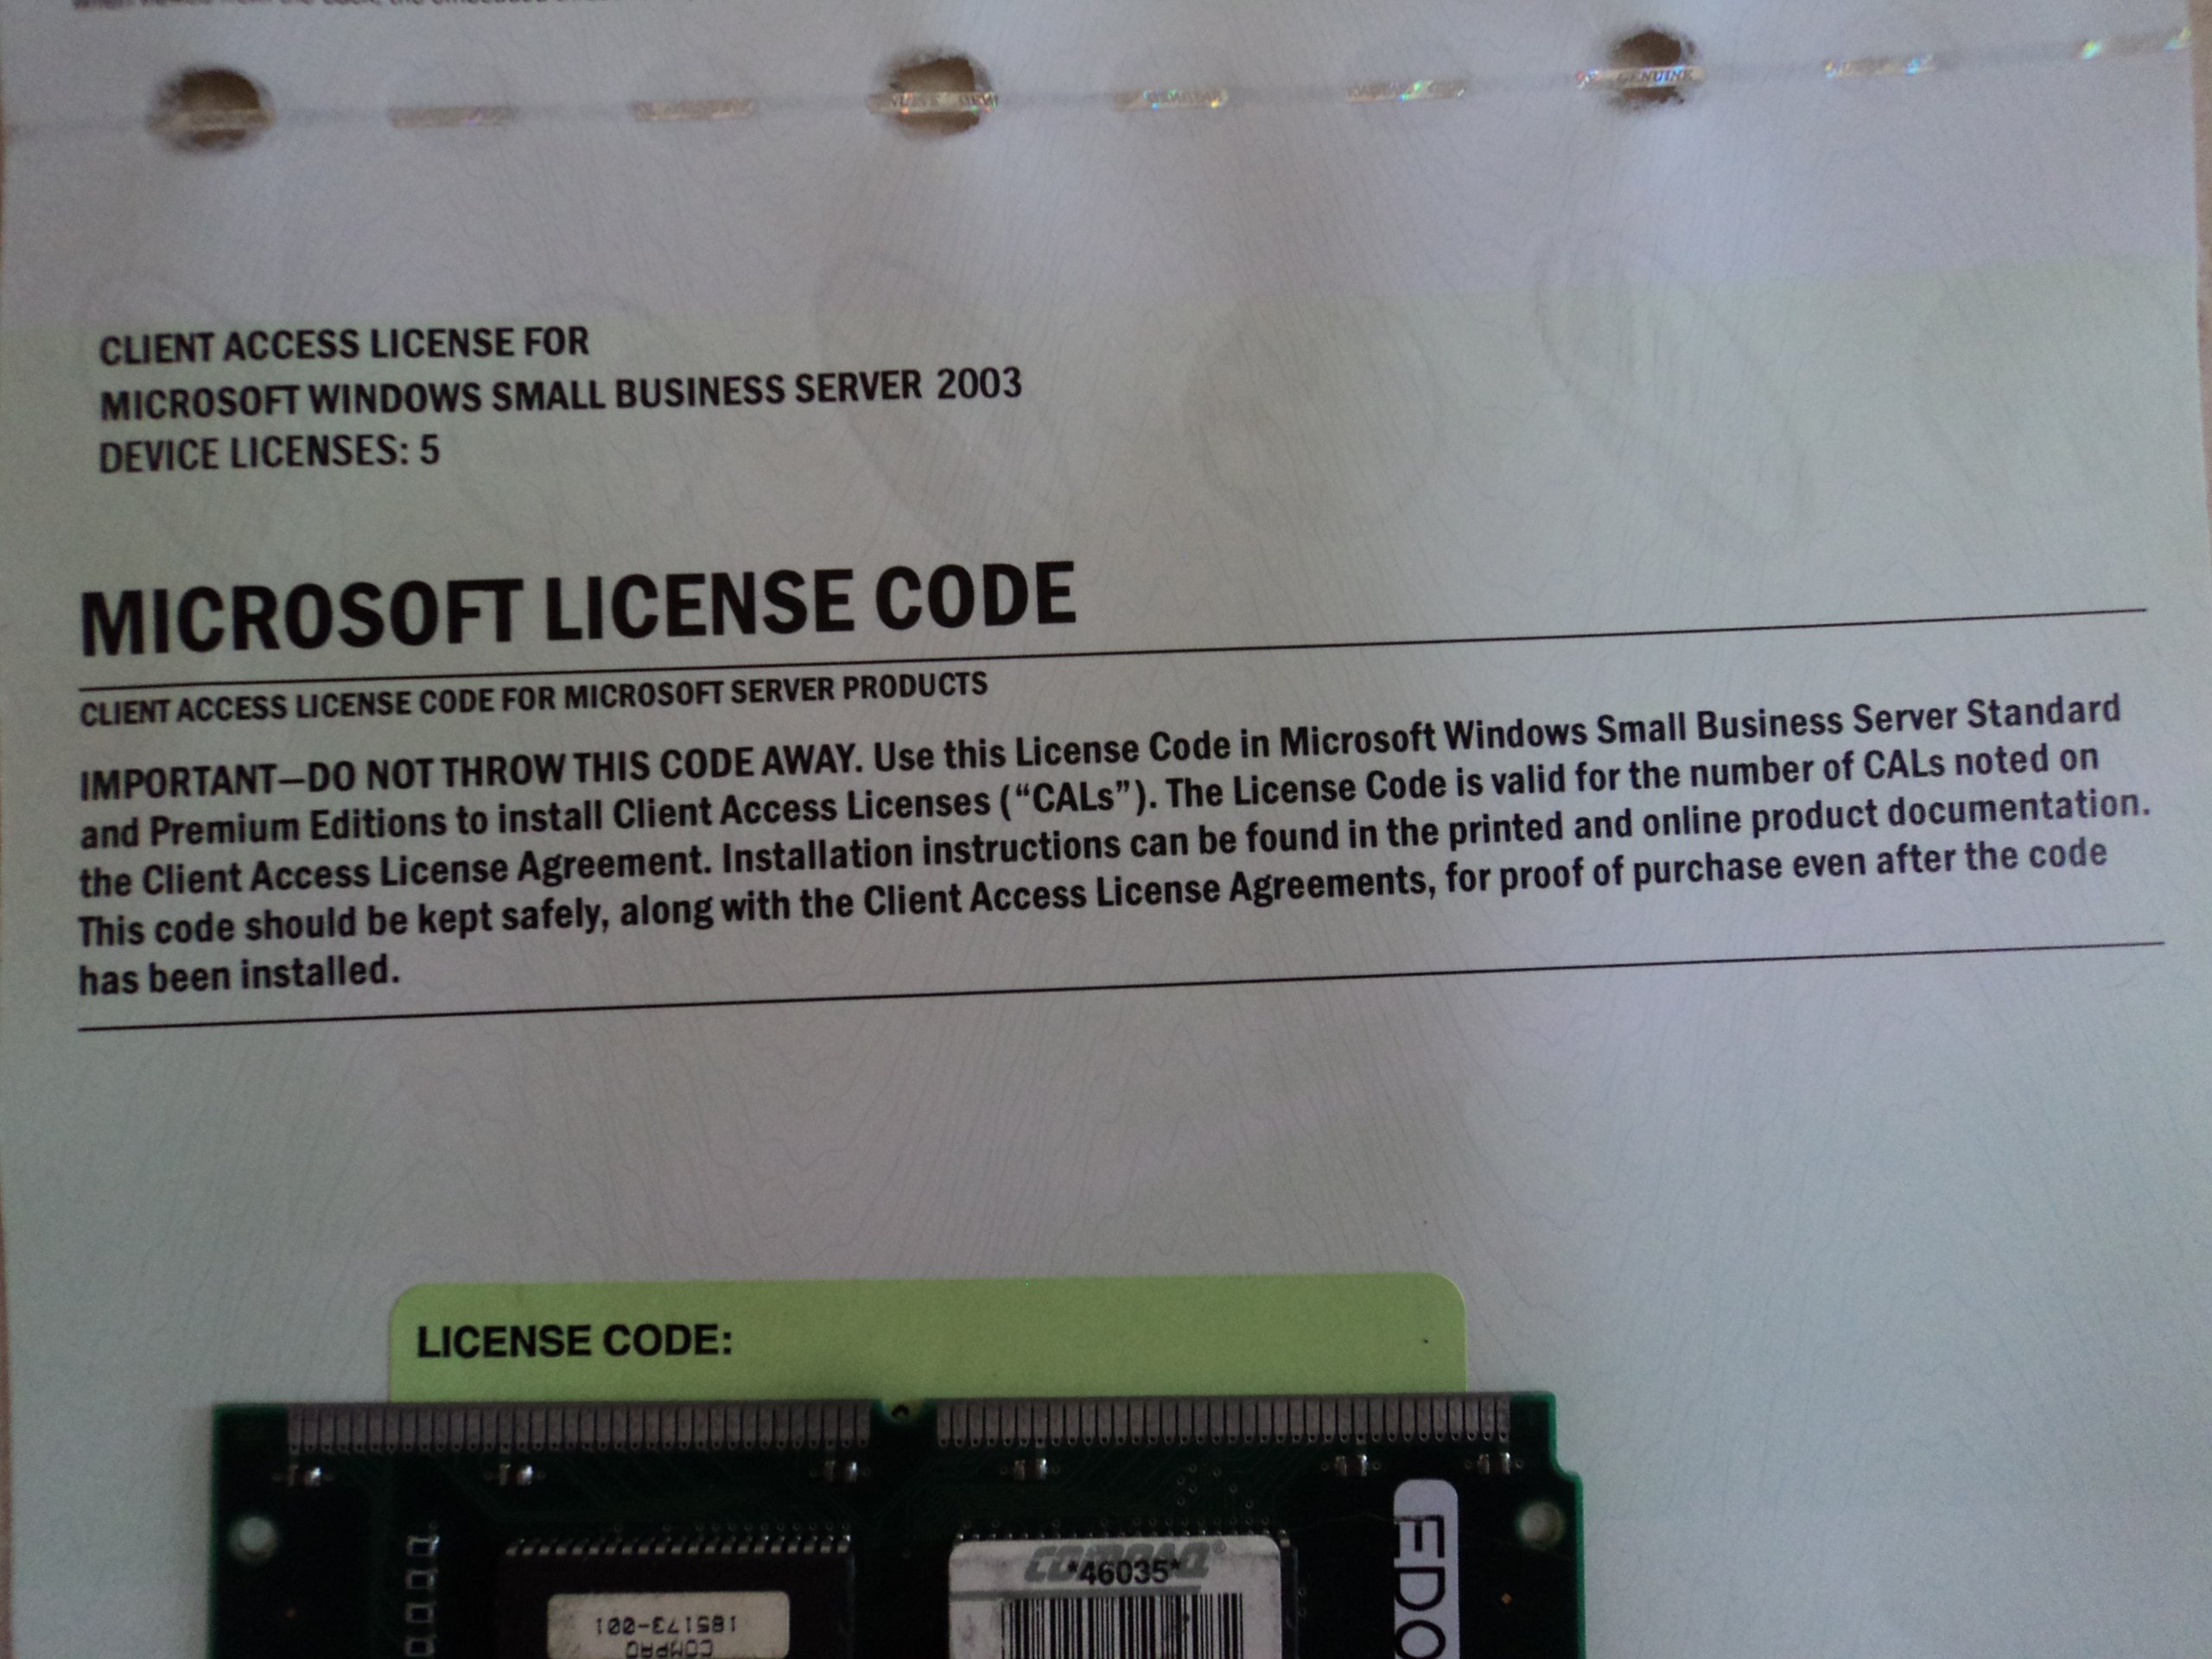 GENUINE
CLIENT ACCESS LICENSE FOR
MICROSOFT WINDOWS SMALL BUSINESS SERVER 2003
DEVICE LICENSES: 5
MICROSOFT LICENSE CODE
CLIENT ACCESS LICENSE CODE FOR MICROSOFT SERVER PRODUCTS
IMPORTANT—DO NOT THROW THIS CODE AWAY. Use this License Code in Microsoft Windows Small Business Server Standard
and Premium Editions to install Client Access Licenses (“CALs”). The License Code is valid for the number of CALs noted on
the Client Access License Agreement. Installation instructions can be found in the printed and online product documentation.
This code should be kept safely, along with the Client Access License Agreements, for proof of purchase even after the code
has been installed.
LICENSE CODE:
COMPAQ®
*46035*
EDO
185173-001
COMPAQ